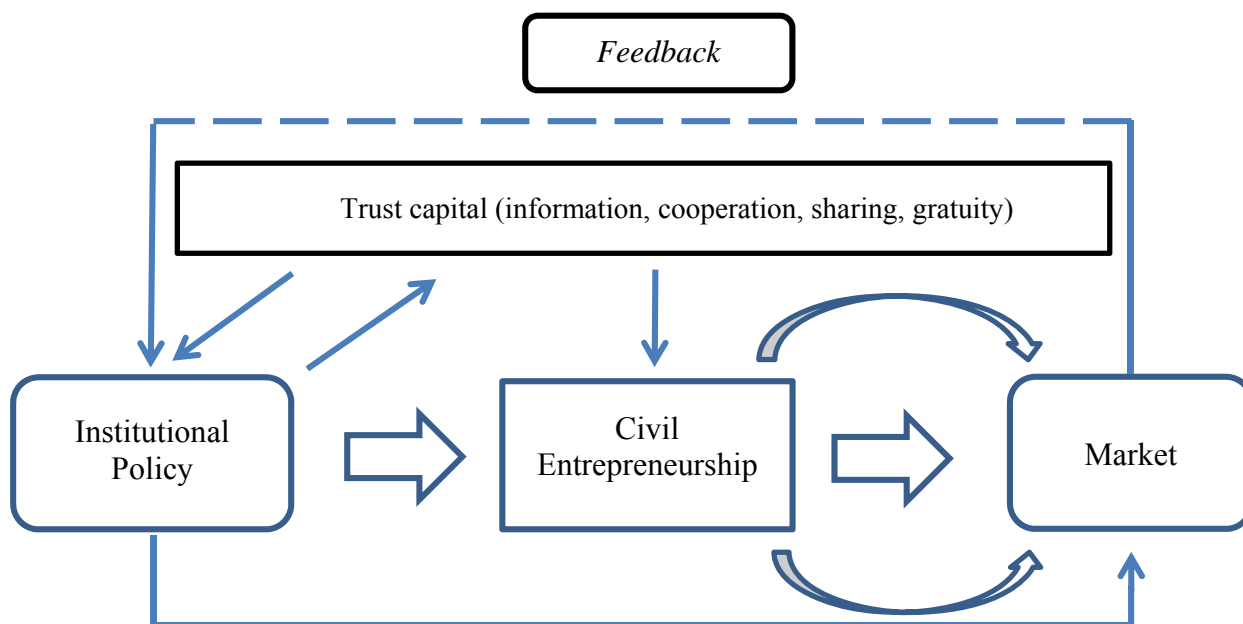 Feedback
Trust capital (information, cooperation, sharing, gratuity)
Institutional
Policy
Civil
Entrepreneurship
Market